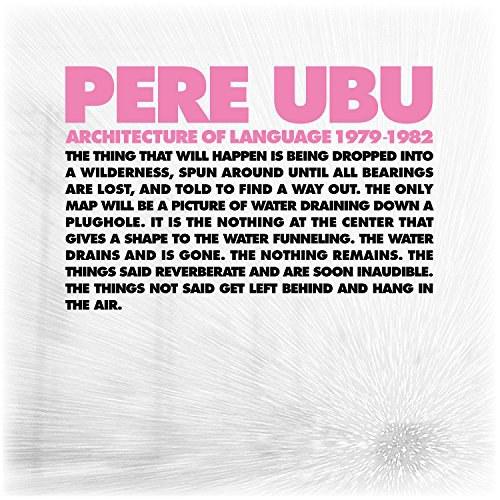 PERE UBU
ARCHITECTURE OF LANGUAGE 1979-1982
THE THING THAT WILL HAPPEN IS BEING DROPPED INTO
A WILDERNESS, SPUN AROUND UNTIL ALL BEARINGS
ARE LOST, AND TOLD TO FIND A WAY OUT. THE ONLY
MAP WILL BE A PICTURE OF WATER DRAINING DOWN A
PLUGHOLE. IT IS THE NOTHING AT THE CENTER THAT
GIVES A SHAPE TO THE WATER FUNNELING. THE WATER
DRAINS AND IS GONE. THE NOTHING REMAINS. THE
THINGS SAID REVERBERATE AND ARE SOON INAUDIBLE.
THE THINGS NOT SAID GET LEFT BEHIND AND HANG IN
THE AIR.